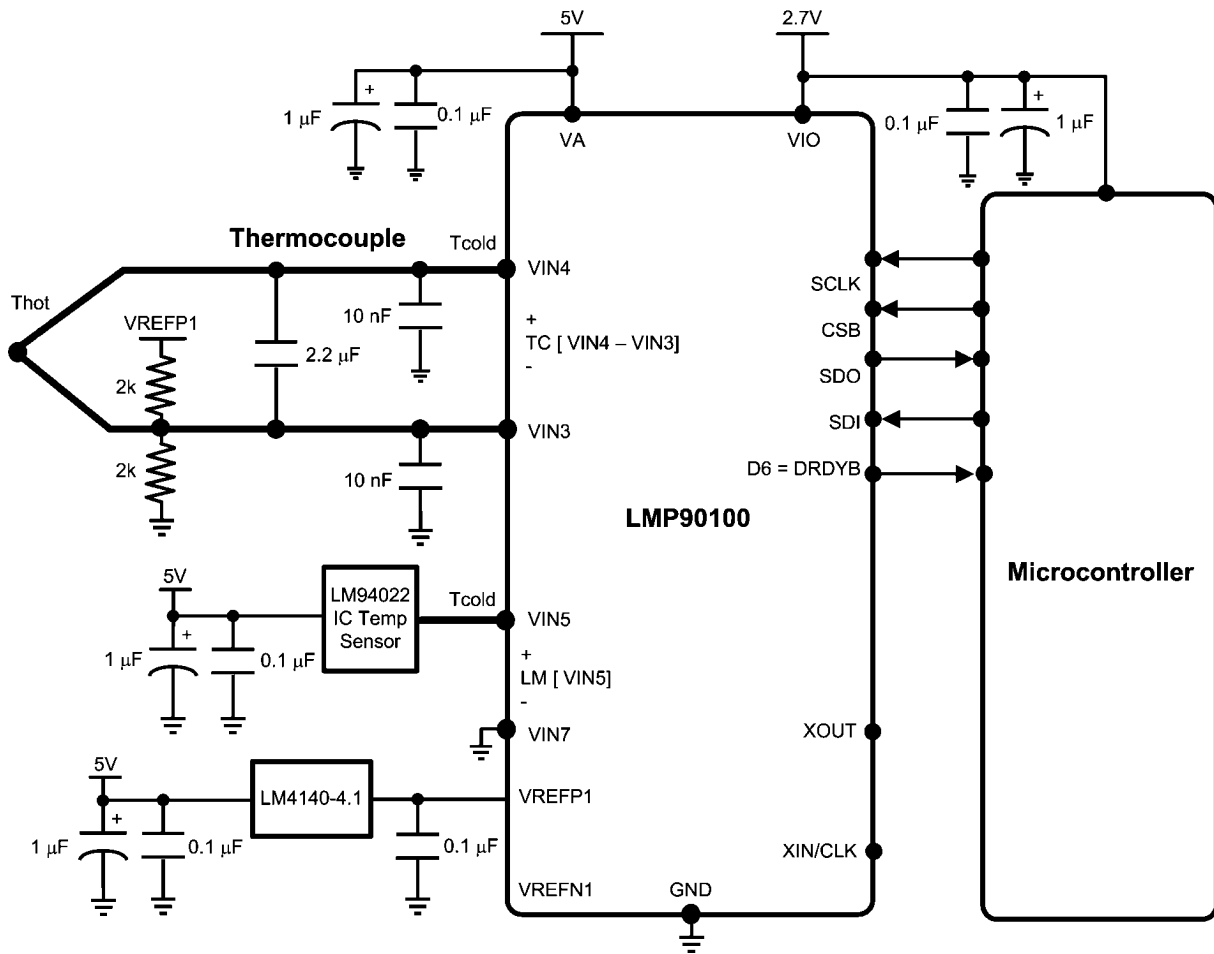 5V
2.7V
1 µF
+
0.1 µF
0.1 µF
+
1 µF
VA
VIO
Thermocouple
Tcold
VIN4
Thot
VREFP1
10 nF
+
TC [ VIN4 – VIN3]
-
2k
2.2 µF
VIN3
2k
10 nF
SCLK
CSB
SDO
SDI
D6 = DRDYB
LMP90100
Microcontroller
5V
LM94022
IC Temp
Sensor
Tcold
VIN5
+
1 µF
0.1 µF
+
LM [ VIN5]
-
VIN7
XOUT
5V
LM4140-4.1
VREFP1
+
1 µF
0.1 µF
0.1 µF
XIN/CLK
VREFN1
GND